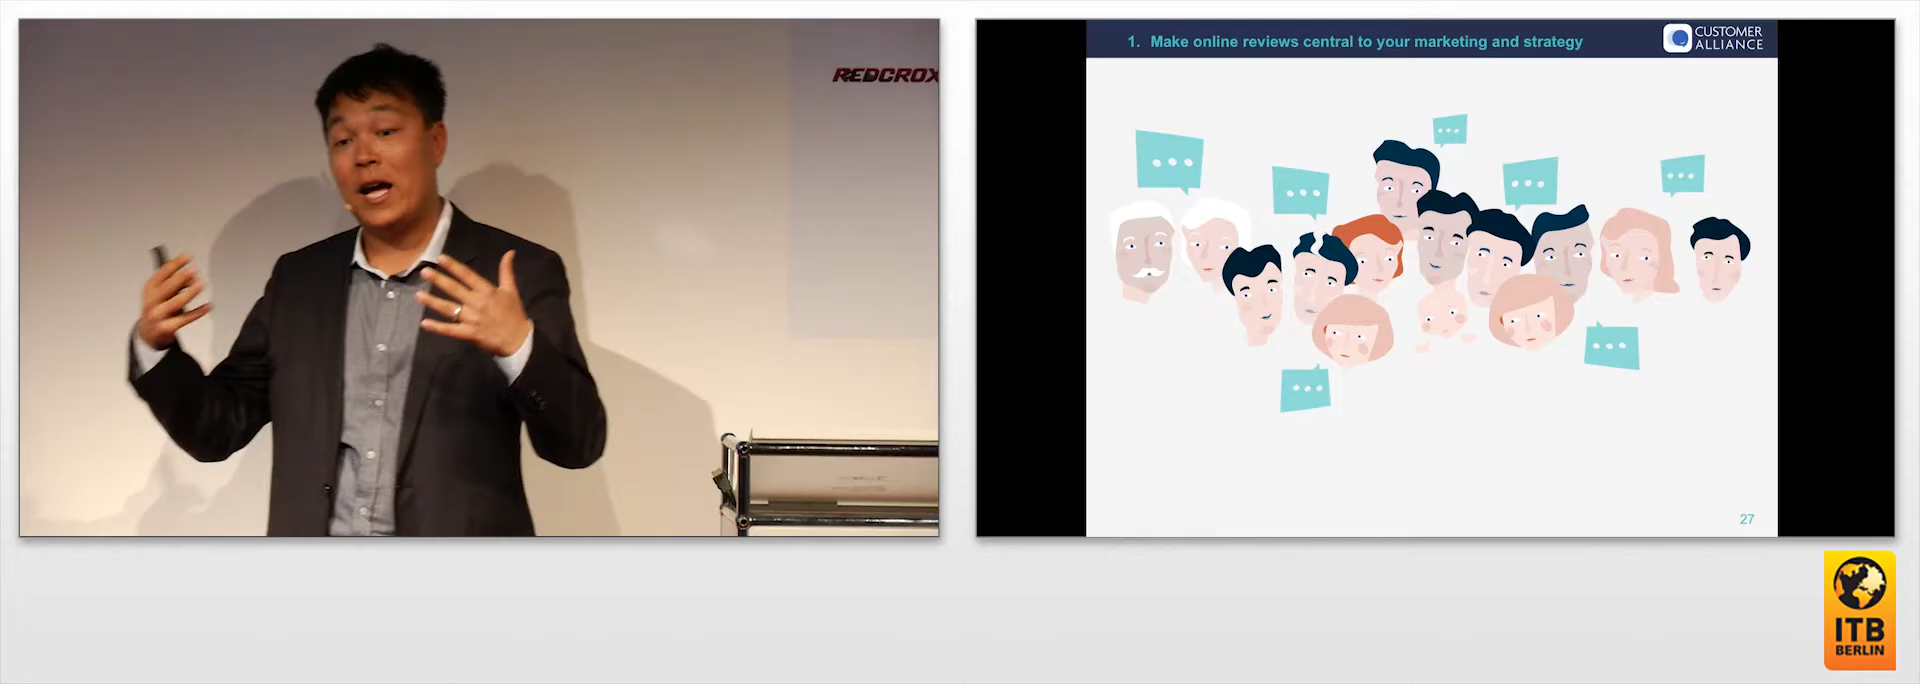 REDCROX
1. Make online reviews central to your marketing and strategy
CUSTOMER
ALLIANCE
27
ITB
BERLIN